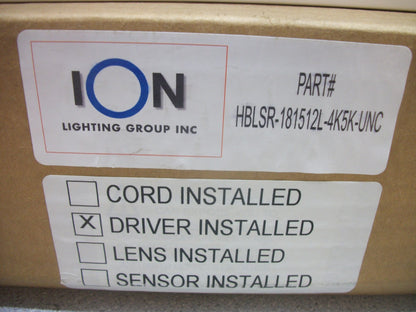 ION
LIGHTING GROUP INC
PART#
HBLSR-181512L-4K5K-UNC
CORD INSTALLED
X DRIVER INSTALLED
LENS INSTALLED
SENSOR INSTALLED